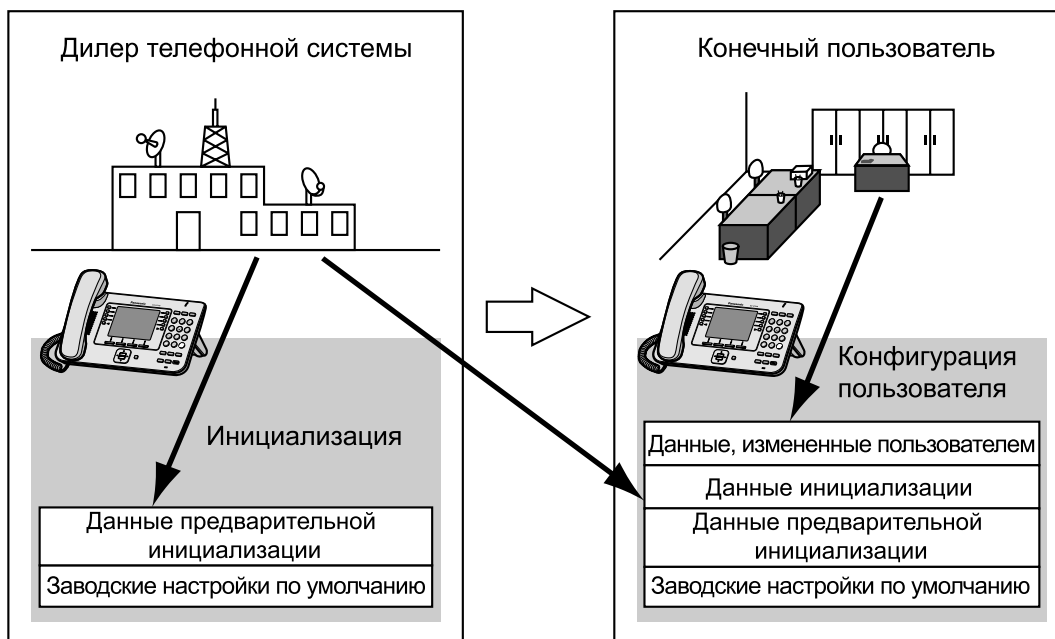 Дилер телефонной системы
Инициализация
Данные предварительной
инициализации
Заводские настройки по умолчанию
Конечный пользователь
Конфигурация
пользователя
Данные, измененные пользователем
Данные инициализации
Данные предварительной
инициализации
Заводские настройки по умолчанию